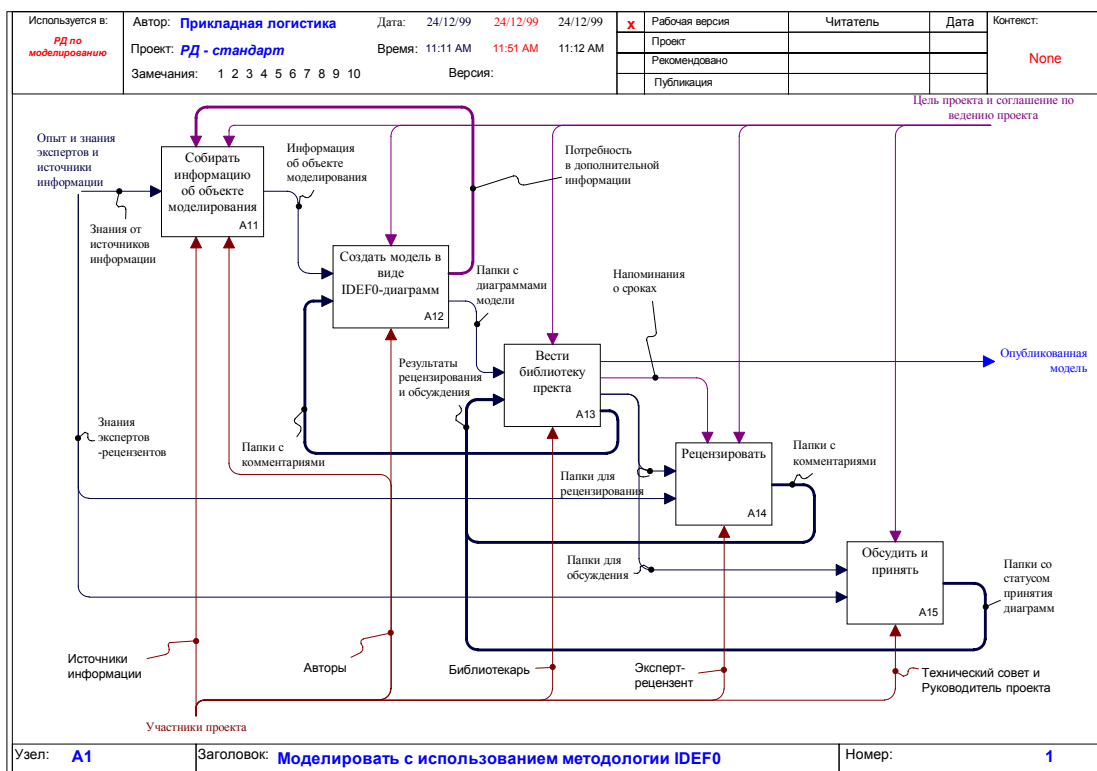 Используется в:
РД по
моделированию
Автор: Прикладная логистика
Дата: 24/12/99 24/12/99 24/12/99
Проект: РД - стандарт
Время: 11:11 AM 11:51 AM 11:12 AM
Замечания: 1 2 3 4 5 6 7 8 9 10
Версия:
x Рабочая версия Читатель Дата
Проект
Рекомендовано
Публикация
Контекст:
None
Цель проекта и соглашение по
ведению проекта
Опыт и знания
экспертов и
источники
информации
Собирать
информацию
об объекте
моделирования
A11
Информация
об объекте
моделирования
Потребность
в дополнительной
информации
Знания от
источников
информации
Создать модель в
виде
IDEF0-диаграмм
A12
Папки с
диаграммами
модели
Напоминания
о сроках
Результаты
рецензирования
и обсуждения
Вести
библиотеку
пректа
A13
Опубликованная
модель
Знания
экспертов
-рецензентов
Папки с
комментариями
Рецензировать
A14
Папки с
комментариями
Папки для
рецензирования
Папки для
обсуждения
Обсудить и
принять
A15
Папки со
статусом
принятия
диаграмм
Источники
информации
Авторы
Библиотекарь
Эксперт-
рецензент
Технический совет и
Руководитель проекта
Участники проекта
Узел: A1
Заголовок: Моделировать с использованием методологии IDEF0
Номер: 1